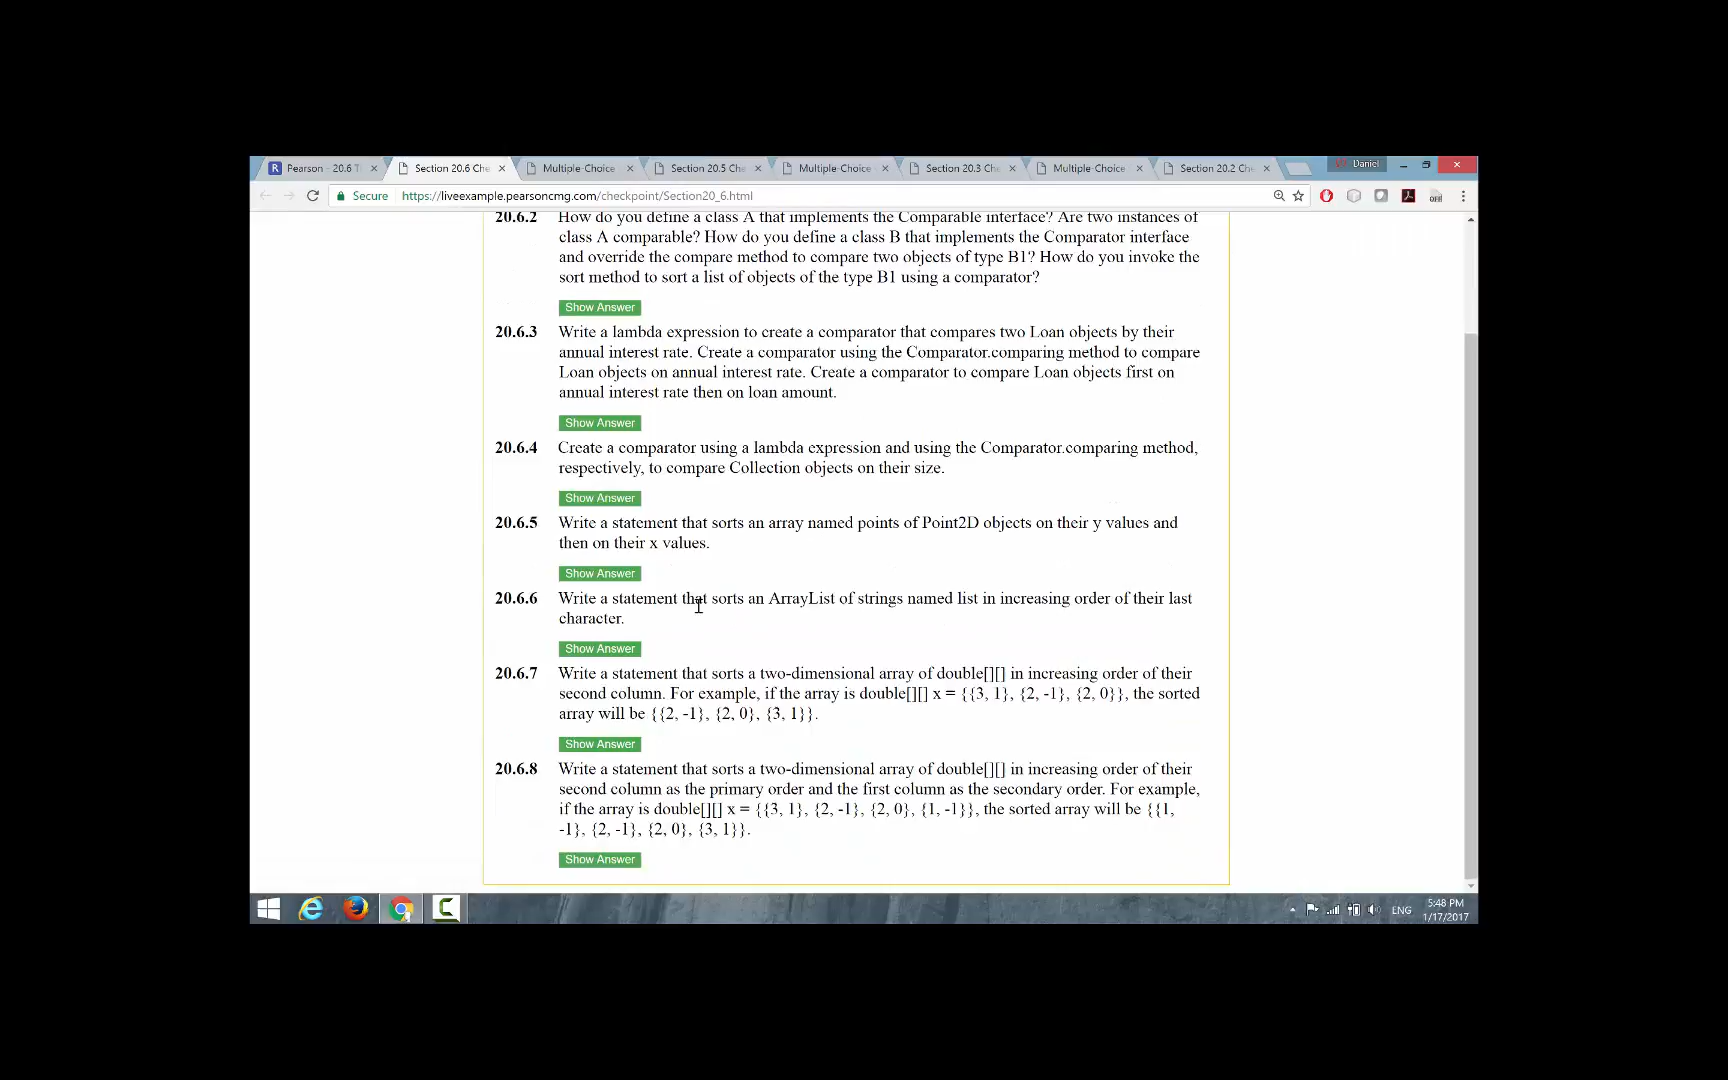 Pearson - 20.6 T
Section 20.6 Che
Multiple-Choice
Section 20.5 Che
Multiple-Choice
Section 20.3 Che
Multiple-Choice
Section 20.2 Che
Daniel
Secure
https://liveexample.pearsoncmg.com/checkpoint/Section20_6.html
20.6.2 How do you define a class A that implements the Comparable interface? Are two instances of
class A comparable? How do you define a class B that implements the Comparator interface
and override the compare method to compare two objects of type B1? How do you invoke the
sort method to sort a list of objects of the type B1 using a comparator?
Show Answer
20.6.3 Write a lambda expression to create a comparator that compares two Loan objects by their
annual interest rate. Create a comparator using the Comparator.comparing method to compare
Loan objects on annual interest rate. Create a comparator to compare Loan objects first on
annual interest rate then on loan amount.
Show Answer
20.6.4 Create a comparator using a lambda expression and using the Comparator.comparing method,
respectively, to compare Collection objects on their size.
Show Answer
20.6.5 Write a statement that sorts an array named points of Point2D objects on their y values and
then on their x values.
Show Answer
20.6.6 Write a statement that sorts an ArrayList of strings named list in increasing order of their last
character.
Show Answer
20.6.7 Write a statement that sorts a two-dimensional array of double[][] in increasing order of their
second column. For example, if the array is double[][] x = {{3, 1}, {2, -1}, {2, 0}}, the sorted
array will be {{2, -1}, {2, 0}, {3, 1}}.
Show Answer
20.6.8 Write a statement that sorts a two-dimensional array of double[][] in increasing order of their
second column as the primary order and the first column as the secondary order. For example,
if the array is double[][] x = {{3, 1}, {2, -1}, {2, 0}, {1, -1}}, the sorted array will be {{1,
-1}, {2, -1}, {2, 0}, {3, 1}}.
Show Answer
ENG
5:48 PM
1/17/2017